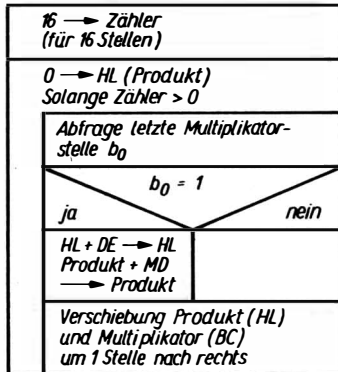 16 → Zähler
(für 16 Stellen)
0 → HL (Produkt)
Solange Zähler > 0
Abfrage letzte Multiplikator-
stelle b₀
b₀ = 1
ja
nein
HL + DE → HL
Produkt + MD
→ Produkt
Verschiebung Produkt (HL)
und Multiplikator (BC)
um 1 Stelle nach rechts